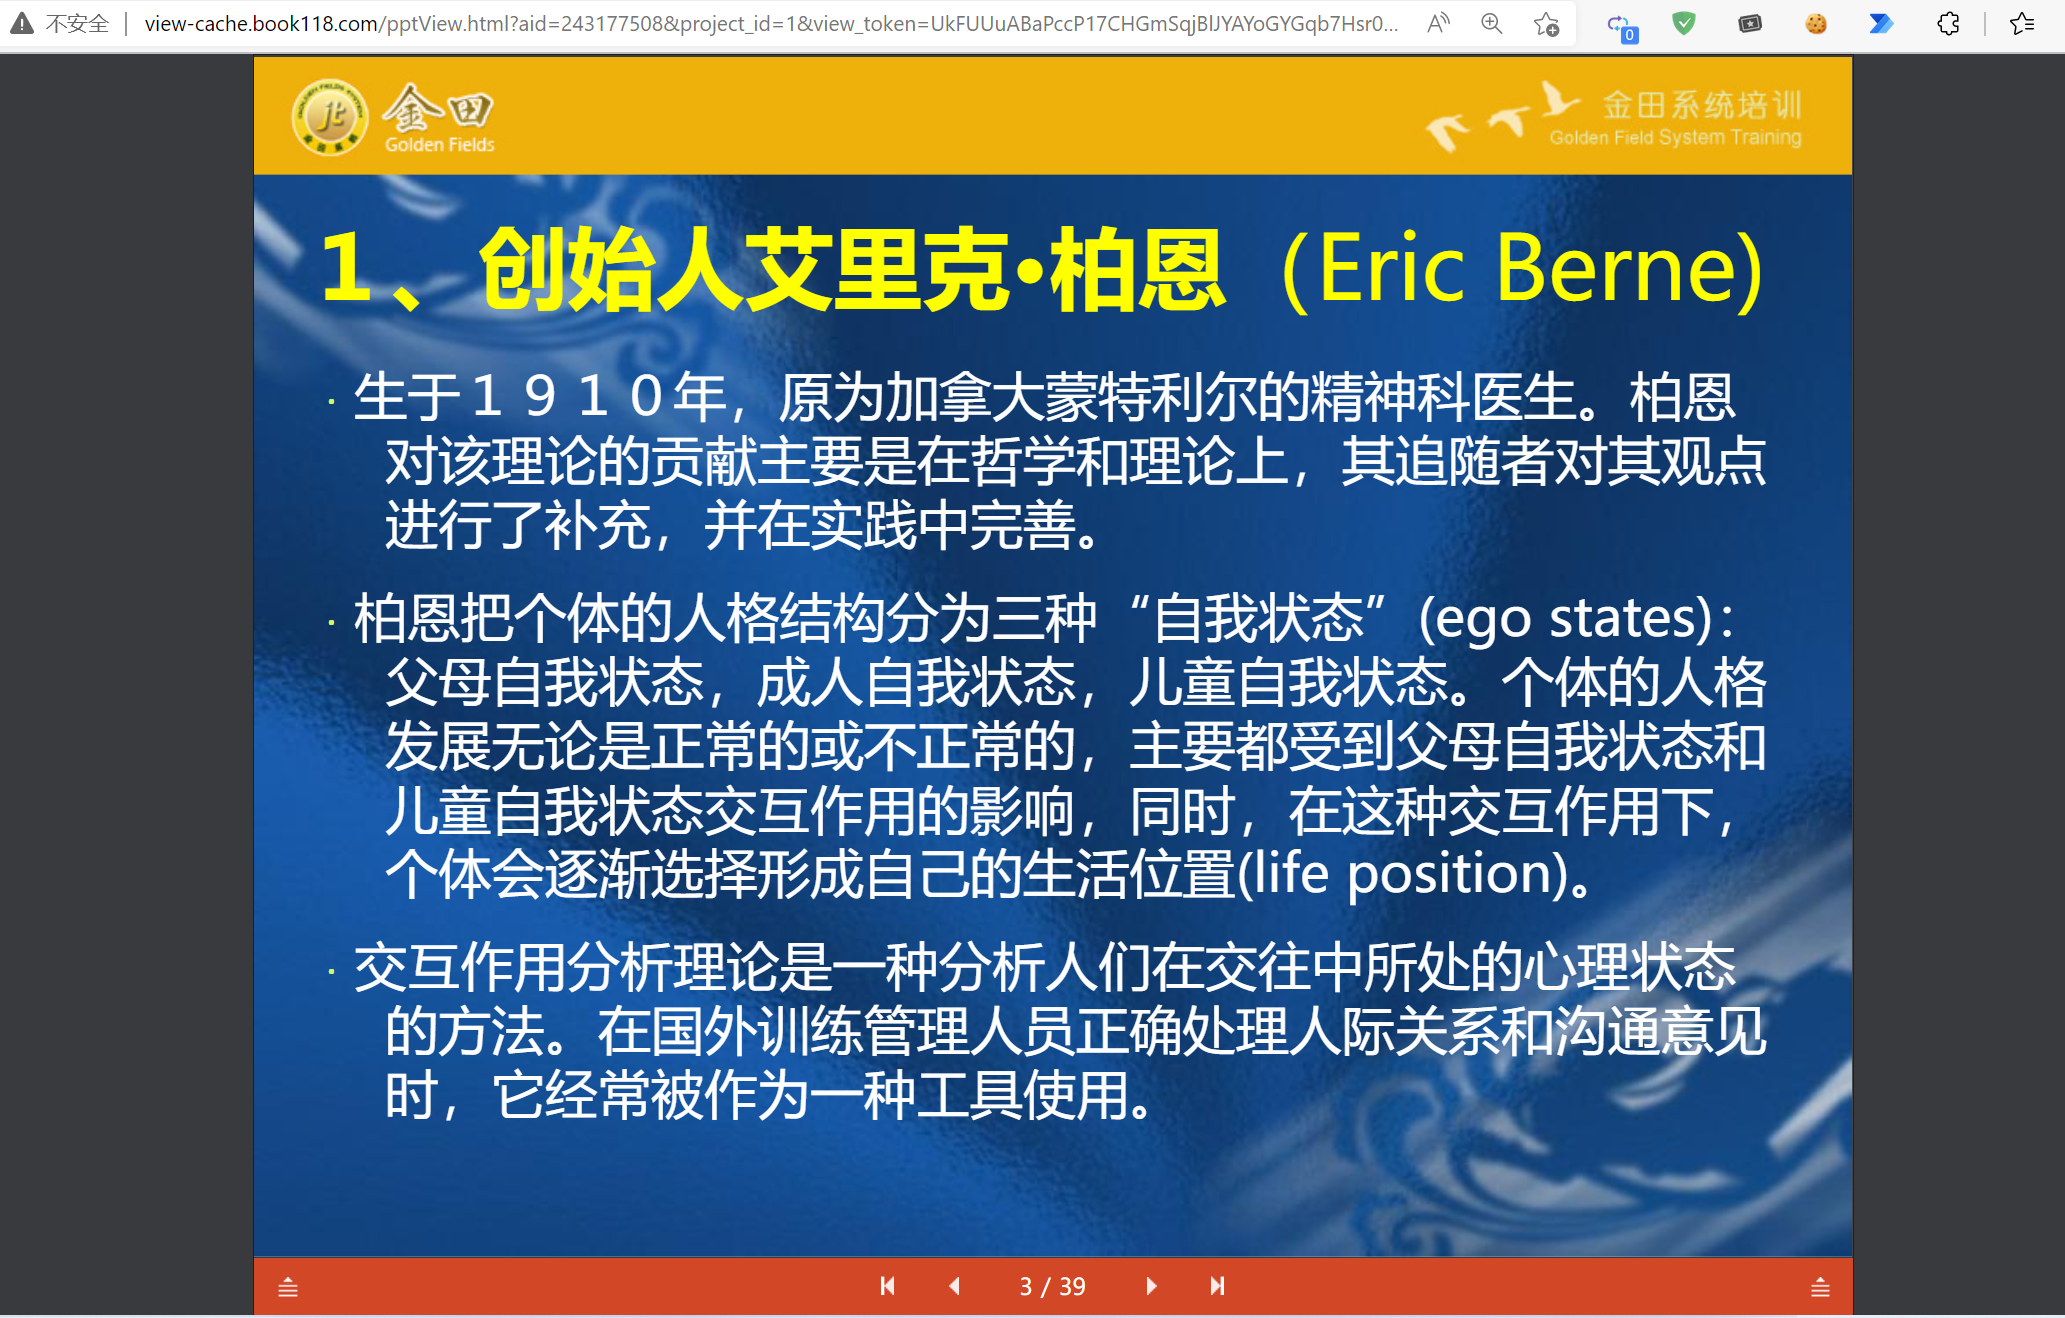 不安全
view-cache.book118.com/pptView.html?aid=243177508&project_id=1&view_token=UkFUUuABaPccP17CHGmSqjBlJYAYoGYGqb7Hsr0...
0
jt
金田
Golden Fields
金田系统培训
Golden Field System Training
1、创始人艾里克·柏恩（Eric Berne)
· 生于１９１０年，原为加拿大蒙特利尔的精神科医生。柏恩
对该理论的贡献主要是在哲学和理论上，其追随者对其观点
进行了补充，并在实践中完善。
· 柏恩把个体的人格结构分为三种“自我状态”(ego states)：
父母自我状态，成人自我状态，儿童自我状态。个体的人格
发展无论是正常的或不正常的，主要都受到父母自我状态和
儿童自我状态交互作用的影响，同时，在这种交互作用下，
个体会逐渐选择形成自己的生活位置(life position)。
· 交互作用分析理论是一种分析人们在交往中所处的心理状态
的方法。在国外训练管理人员正确处理人际关系和沟通意见
时，它经常被作为一种工具使用。
3 / 39